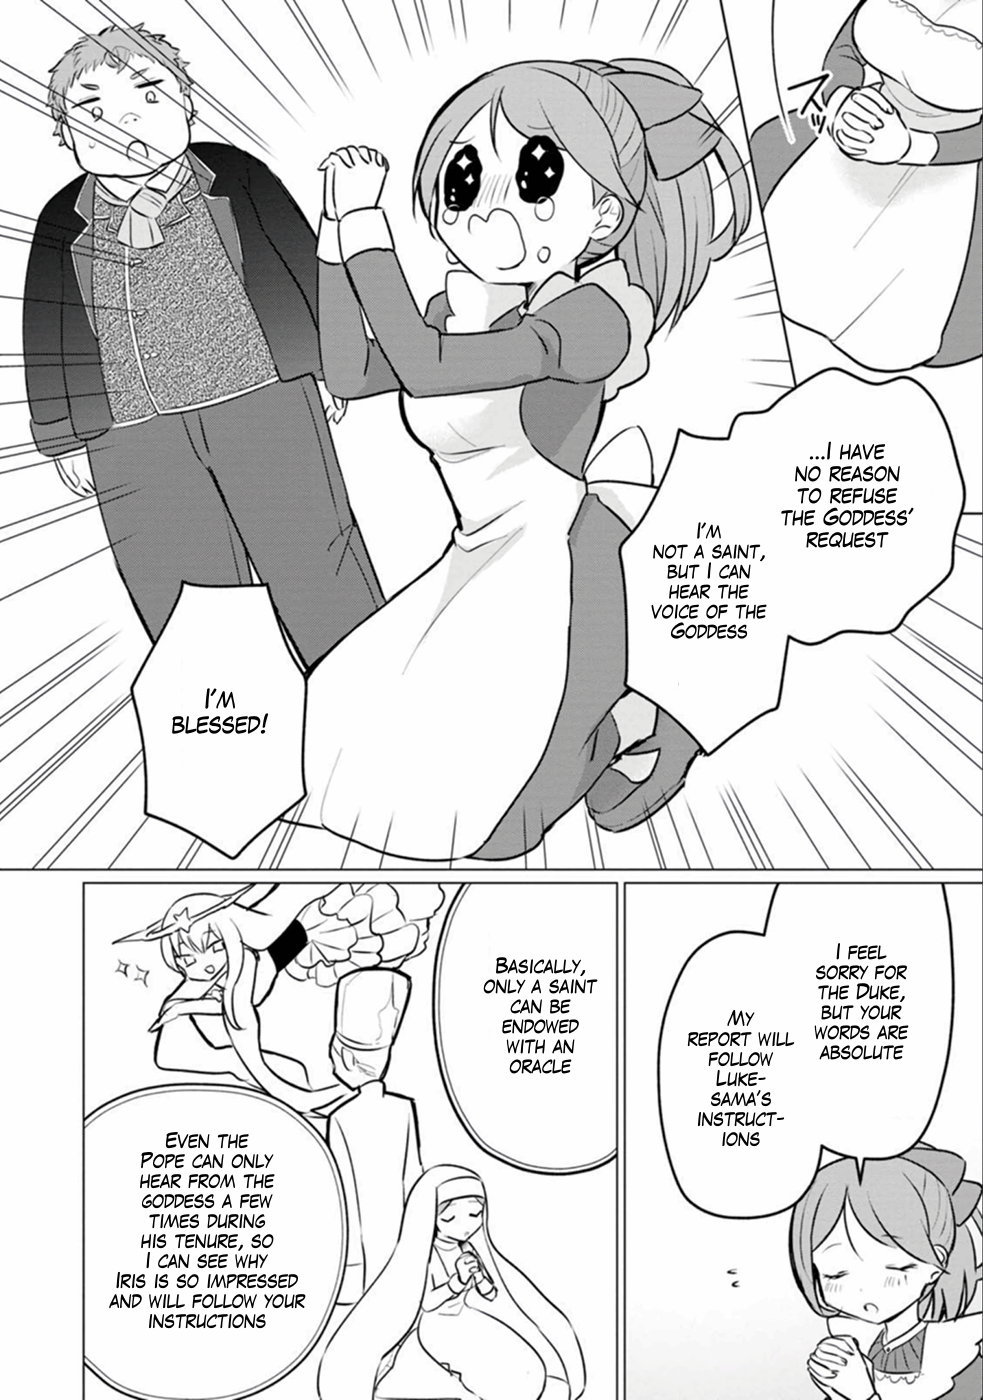 ...I HAVE
NO REASON
TO REFUSE
THE GODDESS'
REQUEST
I'M
NOT A SAINT,
BUT I CAN
HEAR THE
VOICE OF THE
GODDESS
I'M
BLESSED!
I FEEL
SORRY FOR
THE DUKE,
BUT YOUR
WORDS ARE
ABSOLUTE
MY
REPORT WILL
FOLLOW
LUKE-
SAMA'S
INSTRUCT-
IONS
BASICALLY,
ONLY A SAINT
CAN BE
ENDOWED
WITH AN
ORACLE
EVEN THE
POPE CAN ONLY
HEAR FROM THE
GODDESS A FEW
TIMES DURING
HIS TENURE, SO
I CAN SEE WHY
IRIS IS SO IMPRESSED
AND WILL FOLLOW YOUR
INSTRUCTIONS